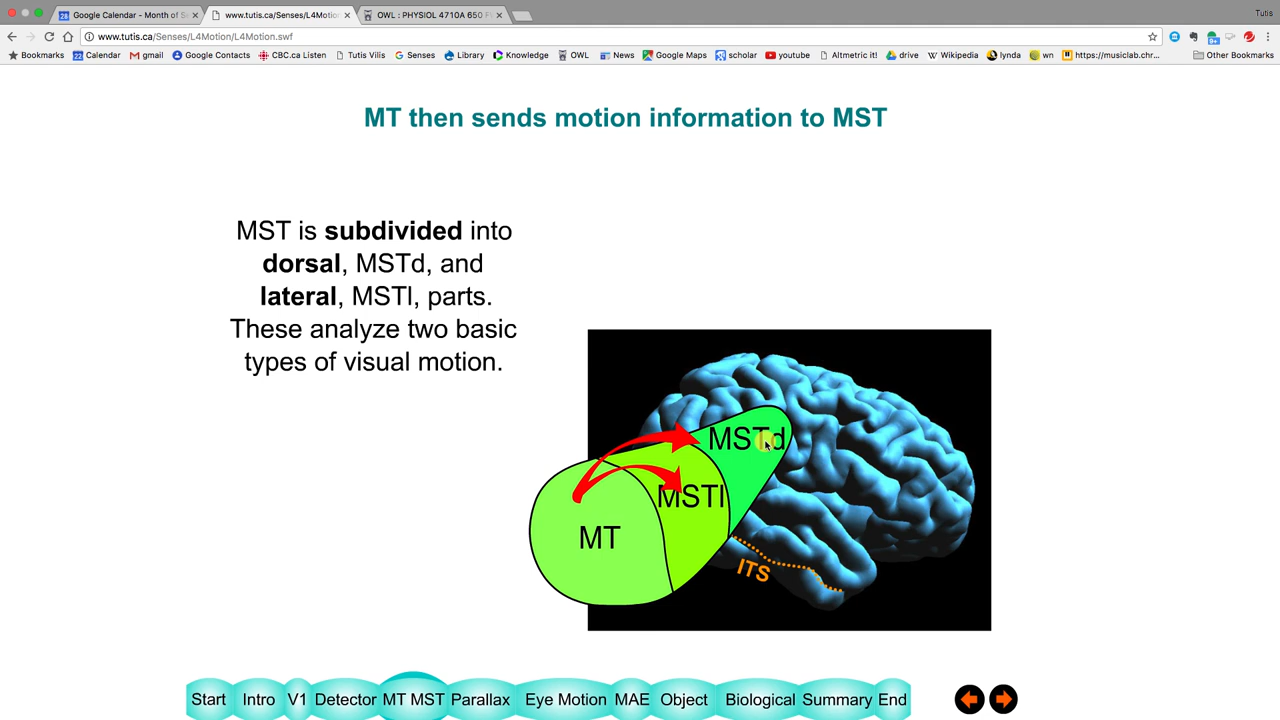 Google Calendar - Month of S
www.tutis.ca/Senses/L4Motion
OWL : PHYSIOL 4710A 650 F
Tutis
www.tutis.ca/Senses/L4Motion/L4Motion.swf
Bookmarks Calendar gmail Google Contacts CBC.ca Listen Tutis Vilis Senses Library Knowledge OWL News Google Maps scholar youtube Altmetric it! drive Wikipedia lynda wn https://musiclab.chr... Other Bookmarks
MT then sends motion information to MST
MST is subdivided into
dorsal, MSTd, and
lateral, MSTl, parts.
These analyze two basic
types of visual motion.
MSTd
MSTl
MT
ITS
Start Intro V1 Detector MT MST Parallax Eye Motion MAE Object Biological Summary End